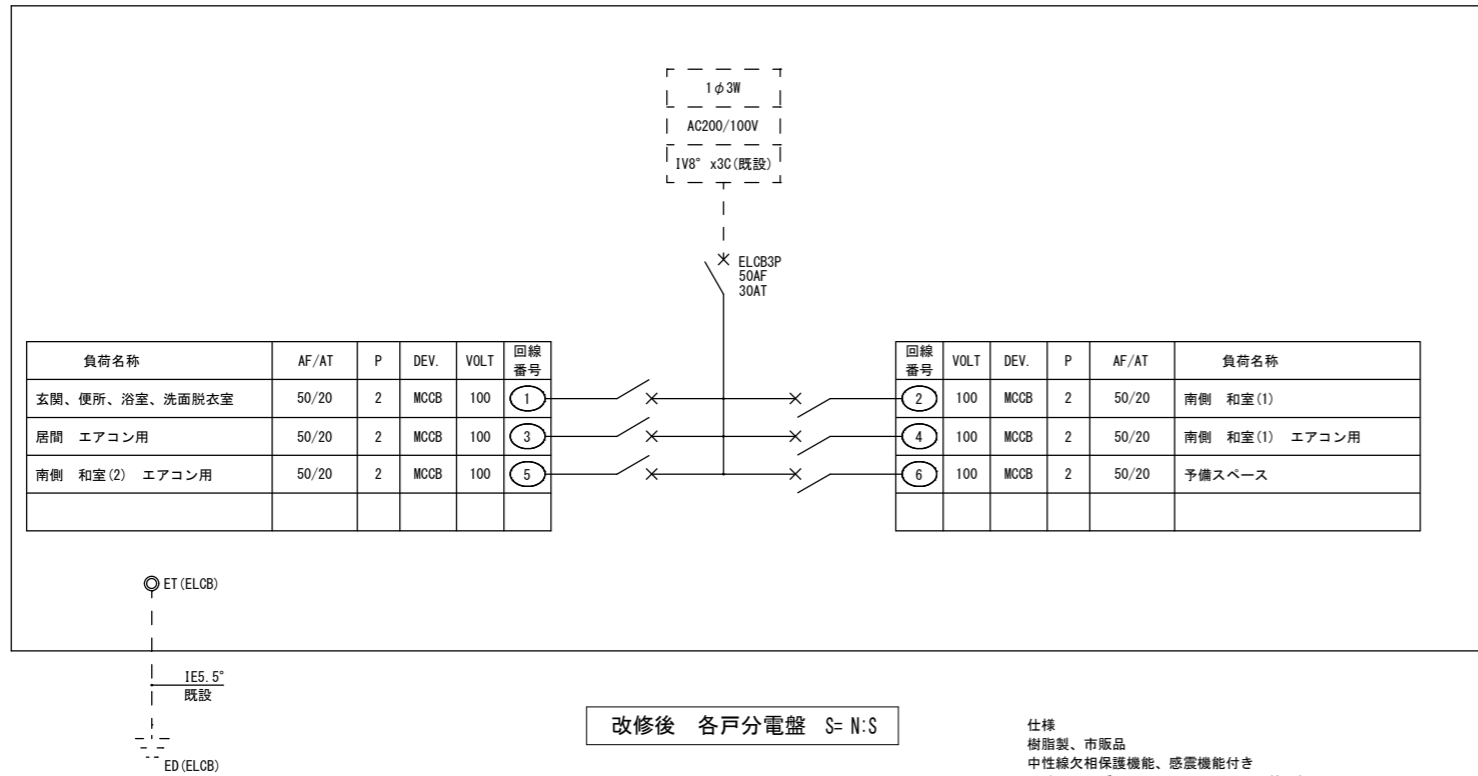 1φ3W
AC200/100V
IV8° x3C(既設)
ELCB3P
50AF
30AT
負荷名称 AF/AT P DEV. VOLT 回線番号
玄関、便所、浴室、洗面脱衣室 50/20 2 MCCB 100 1
居間 エアコン用 50/20 2 MCCB 100 3
南側 和室(2) エアコン用 50/20 2 MCCB 100 5
回線番号 VOLT DEV. P AF/AT 負荷名称
2 100 MCCB 2 50/20 南側 和室(1)
4 100 MCCB 2 50/20 南側 和室(1) エアコン用
6 100 MCCB 2 50/20 予備スペース
ET(ELCB)
IE5.5°
既設
ED(ELCB)
改修後 各戸分電盤 S= N:S
仕様
樹脂製、市販品
中性線欠相保護機能、感震機能付き